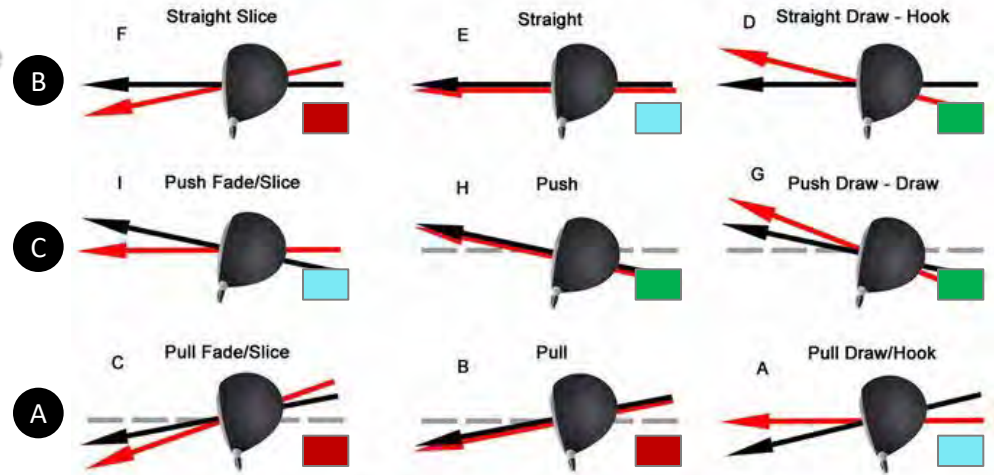 F Straight Slice
E Straight
D Straight Draw - Hook
B
I Push Fade/Slice
H Push
G Push Draw - Draw
C
C Pull Fade/Slice
B Pull
A Pull Draw/Hook
A